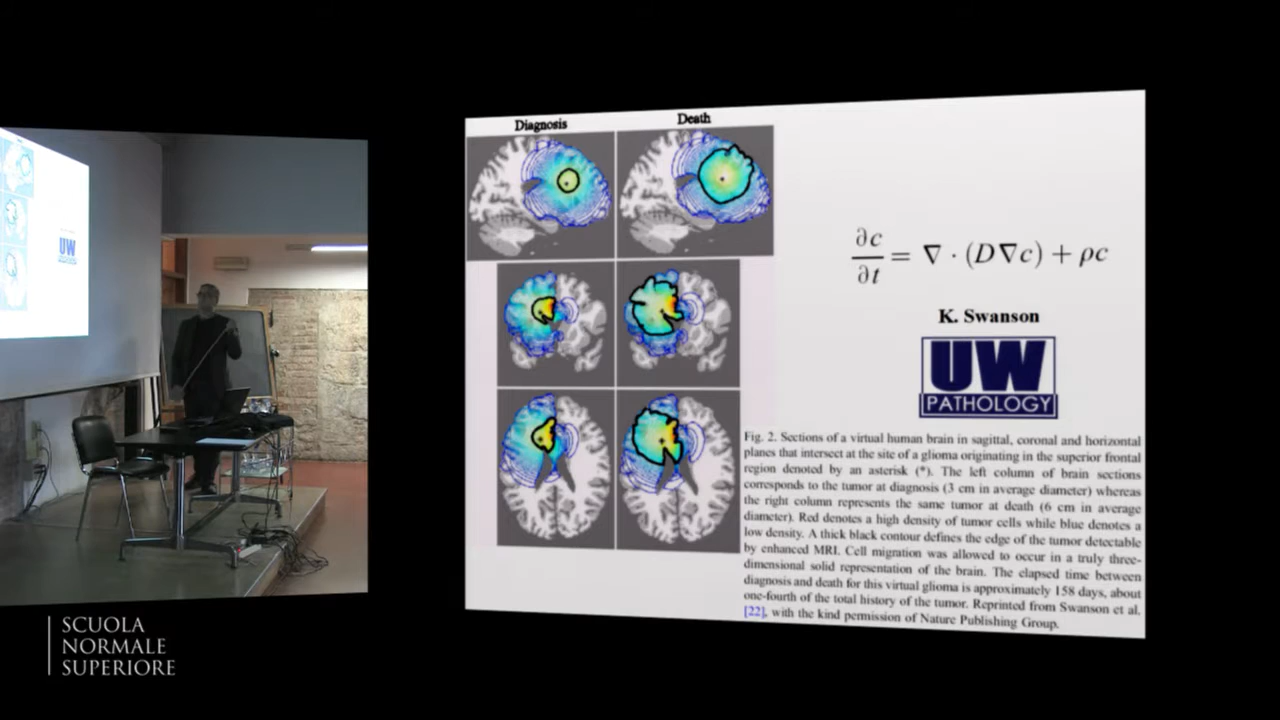 Diagnosis Death
∂c/∂t = ∇ · (D∇c) + ρc
K. Swanson
UW
PATHOLOGY
Fig. 2. Sections of a virtual human brain in sagittal, coronal and horizontal
planes that intersect at the site of a glioma originating in the superior frontal
region denoted by an asterisk (*). The left column of brain sections
corresponds to the tumor at diagnosis (3 cm in average diameter) whereas
the right column represents the same tumor at death (6 cm in average
diameter). Red denotes a high density of tumor cells while blue denotes a
low density. A thick black contour defines the edge of the tumor detectable
by enhanced MRI. Cell migration was allowed to occur in a truly three-
dimensional solid representation of the brain. The elapsed time between
diagnosis and death for this virtual glioma is approximately 158 days, about
one-fourth of the total history of the tumor. Reprinted from Swanson et al.
[22], with the kind permission of Nature Publishing Group.
UW
SCUOLA
NORMALE
SUPERIORE